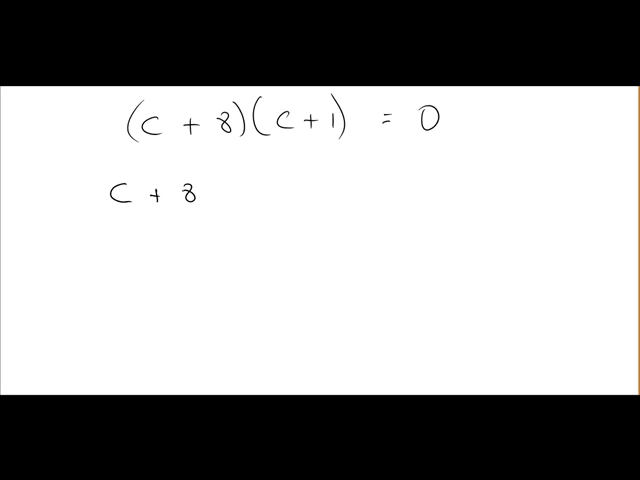 (c + 8)(c + 1) = 0
c + 8